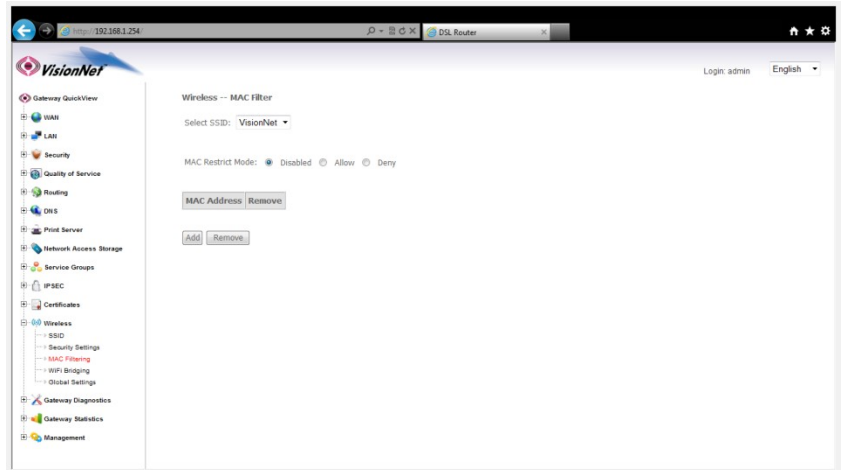 http://192.168.1.254/
DSL Router
VisionNet
Login: admin
English
Gateway QuickView
WAN
LAN
Security
Quality of Service
Routing
DNS
Print Server
Network Access Storage
Service Groups
IPSEC
Certificates
Wireless
SSID
Security Settings
MAC Filtering
WiFi Bridging
Global Settings
Gateway Diagnostics
Gateway Statistics
Management
Wireless -- MAC Filter
Select SSID: VisionNet
MAC Restrict Mode: Disabled Allow Deny
MAC Address Remove
Add Remove